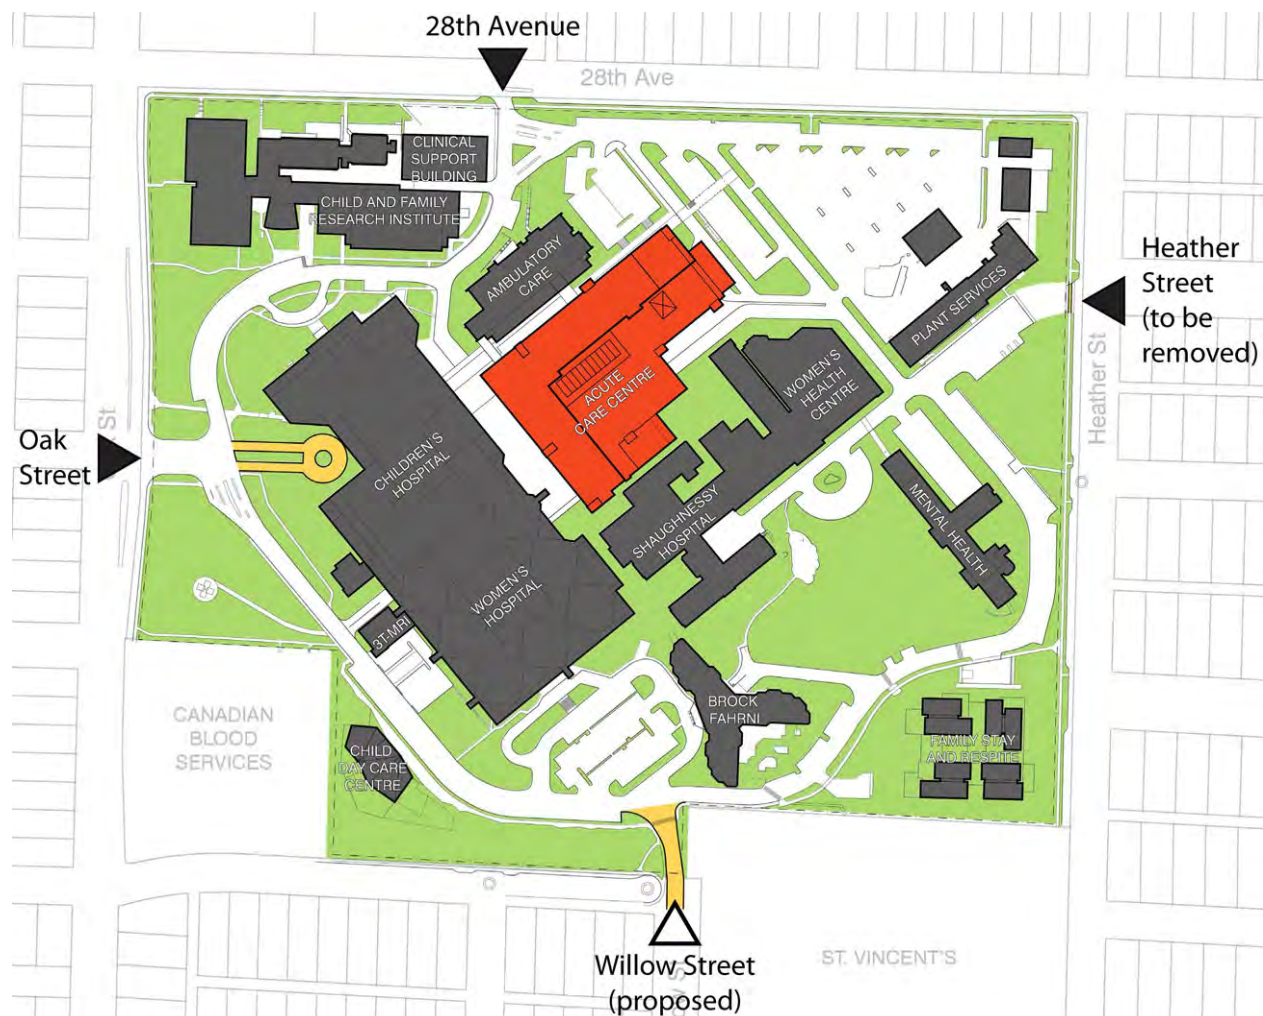 28th Avenue
28th Ave
CLINICAL
SUPPORT
BUILDING
CHILD AND FAMILY
RESEARCH INSTITUTE
AMBULATORY
CARE
PLANT SERVICES
Heather
Street
(to be
removed)
Heather St
ACUTE
CARE CENTRE
WOMEN'S
HEALTH
CENTRE
Oak
Street
St
CHILDREN'S
HOSPITAL
SHAUGHNESSY
HOSPITAL
MENTAL HEALTH
WOMEN'S
HOSPITAL
3T-MRI
BROCK
FAHRNI
CANADIAN
BLOOD
SERVICES
CHILD
DAY CARE
CENTRE
FAMILY STAY
AND RESPITE
Willow Street
(proposed)
ST. VINCENT'S